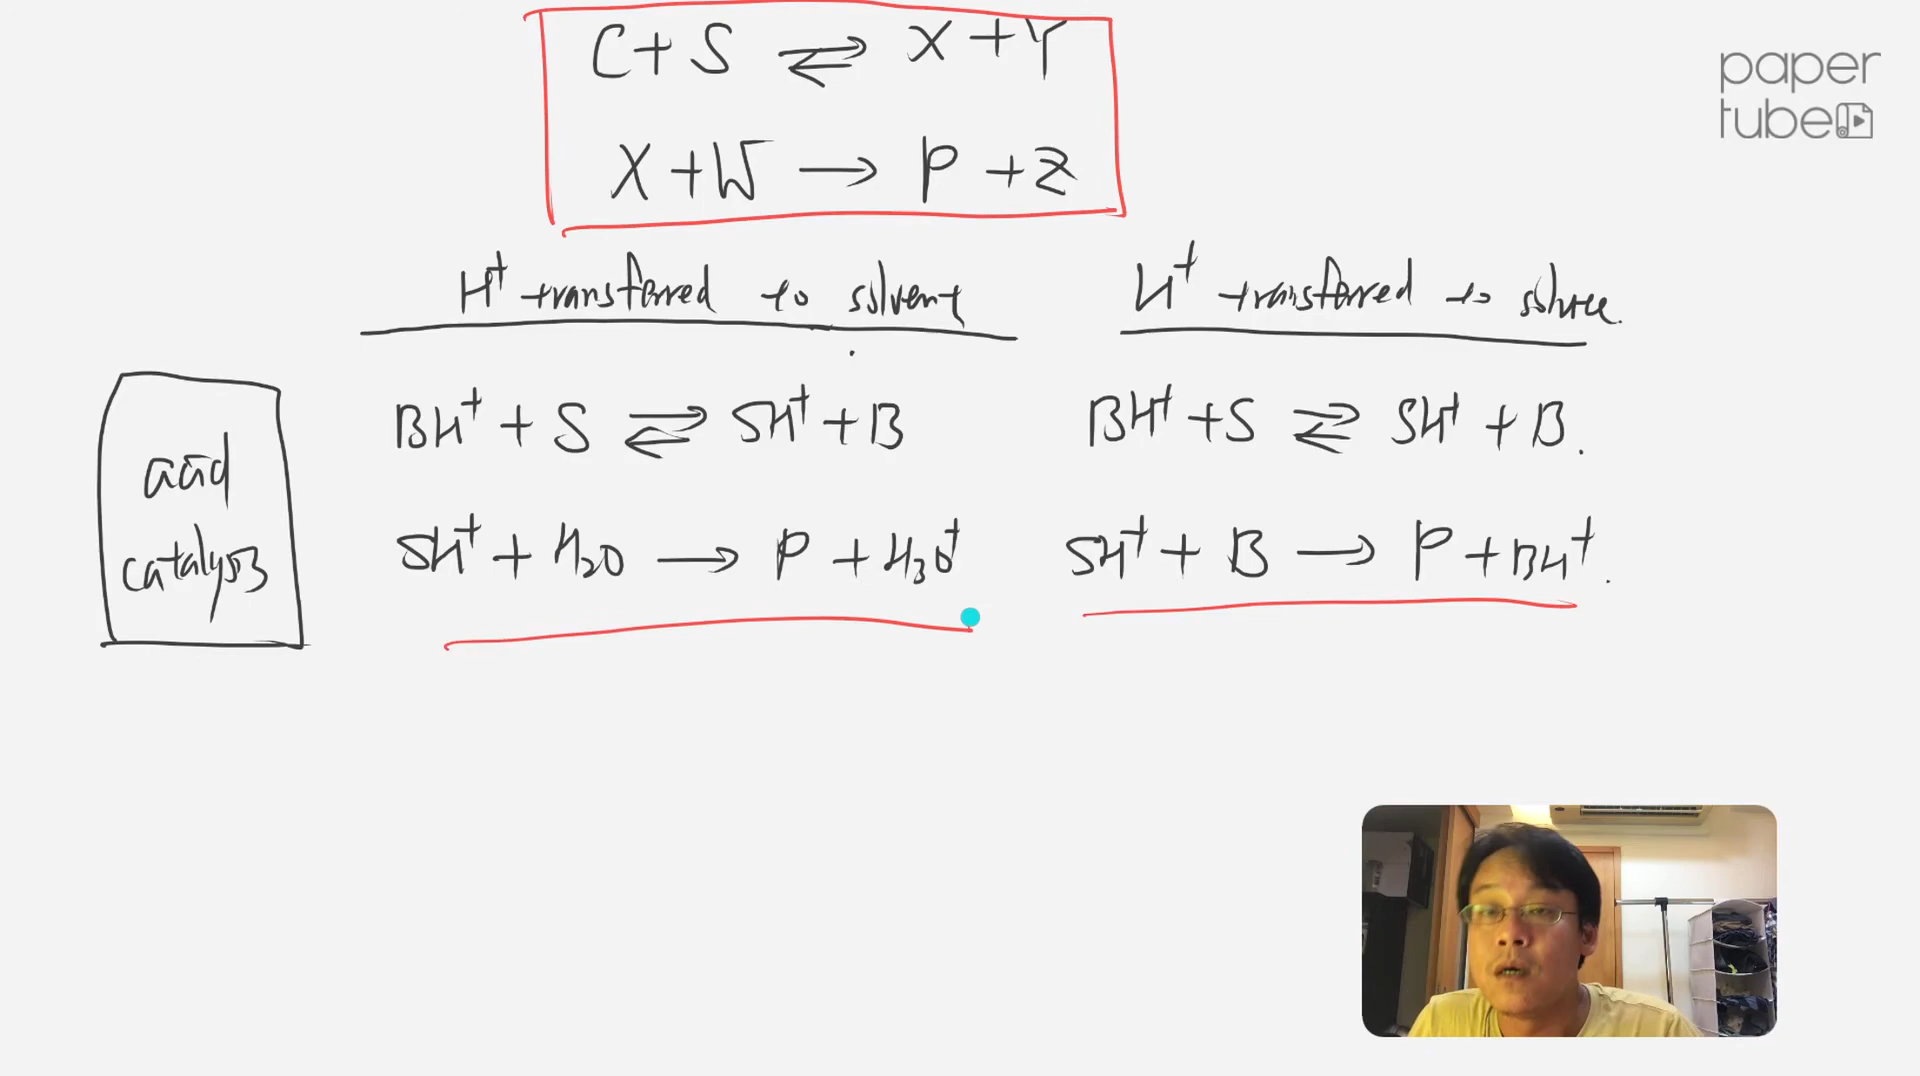 C + S ⇌ X + Y
X + W → P + Z
paper
tube
H⁺ transferred to solvent
H⁺ transferred to solute.
acid
catalysis
BH⁺ + S ⇌ SH⁺ + B
SH⁺ + H₂O → P + H₃O⁺
BH⁺ + S ⇌ SH⁺ + B.
SH⁺ + B → P + BH⁺.